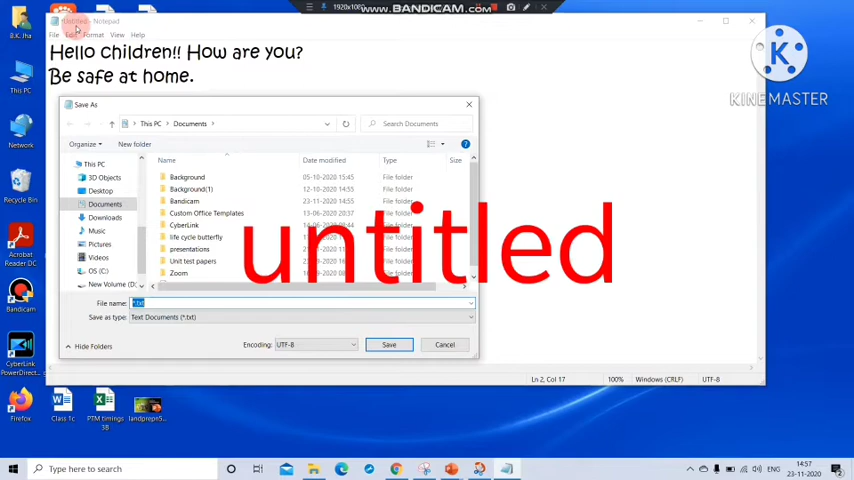 1920x1080
www.BANDICAM.com
B.K. Jha
*Untitled - Notepad
File Edit Format View Help
Hello children!! How are you?
Be safe at home.
K
KINEMASTER
This PC
Save As
This PC > Documents >
Search Documents
Organize
New folder
Network
Name
Date modified
Type
Size
This PC
3D Objects
Desktop
Documents
Downloads
Music
Pictures
Videos
OS (C:)
New Volume (D:
Background 05-10-2020 15:45 File folder
Background(1) 12-10-2020 14:55 File folder
Bandicam 23-11-2020 14:55 File folder
Custom Office Templates 13-06-2020 20:37 File folder
CyberLink File folder
life cycle butterfly File folder
presentations File folder
Unit test papers File folder
Zoom File folder
untitled
Recycle Bin
Acrobat
Reader DC
Bandicam
File name: *.txt
Save as type: Text Documents (*.txt)
Hide Folders
Encoding: UTF-8
Save
Cancel
CyberLink
PowerDirect...
Ln 2, Col 17
100%
Windows (CRLF)
UTF-8
Firefox
Class 1c
PTM timings
38
landprepn5...
Type here to search
ENG
14:57
23-11-2020
2